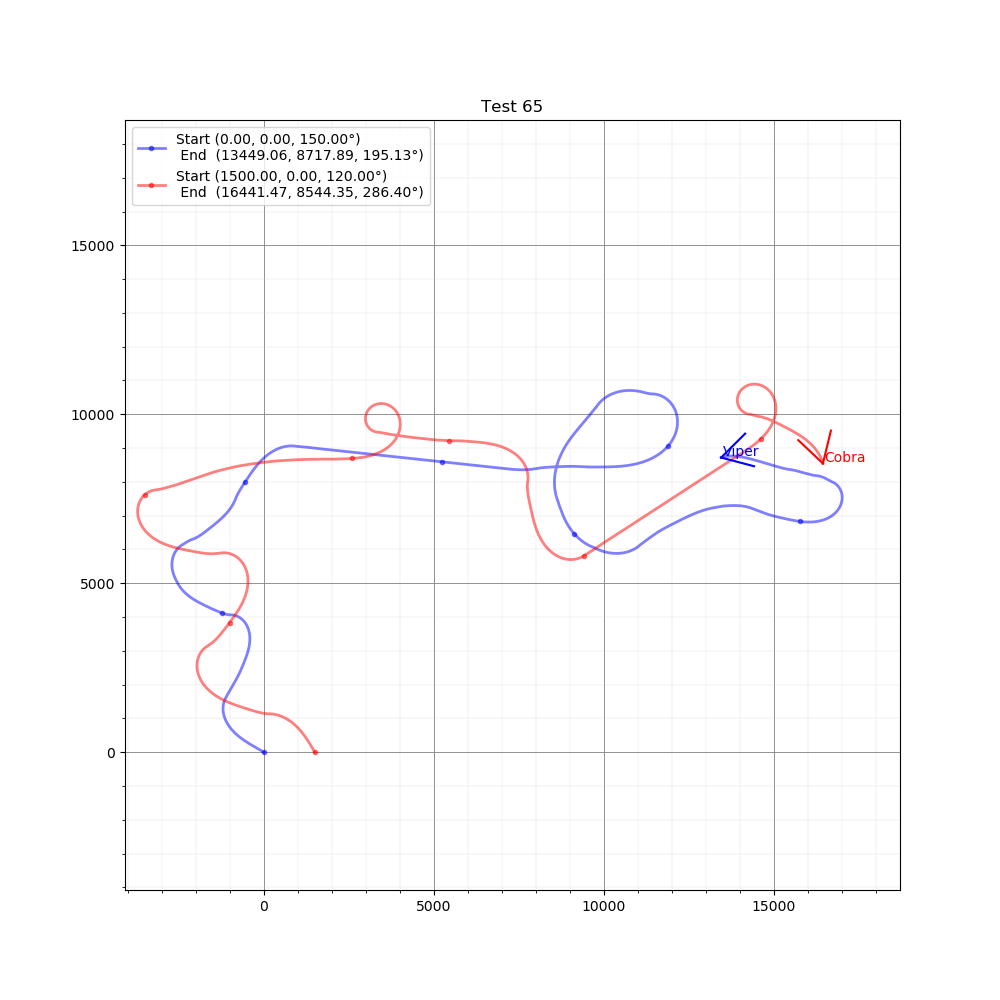 Test 65
Start (0.00, 0.00, 150.00°)
End (13449.06, 8717.89, 195.13°)
Start (1500.00, 0.00, 120.00°)
End (16441.47, 8544.35, 286.40°)
15000
10000
Viper
Cobra
5000
0
0 5000 10000 15000